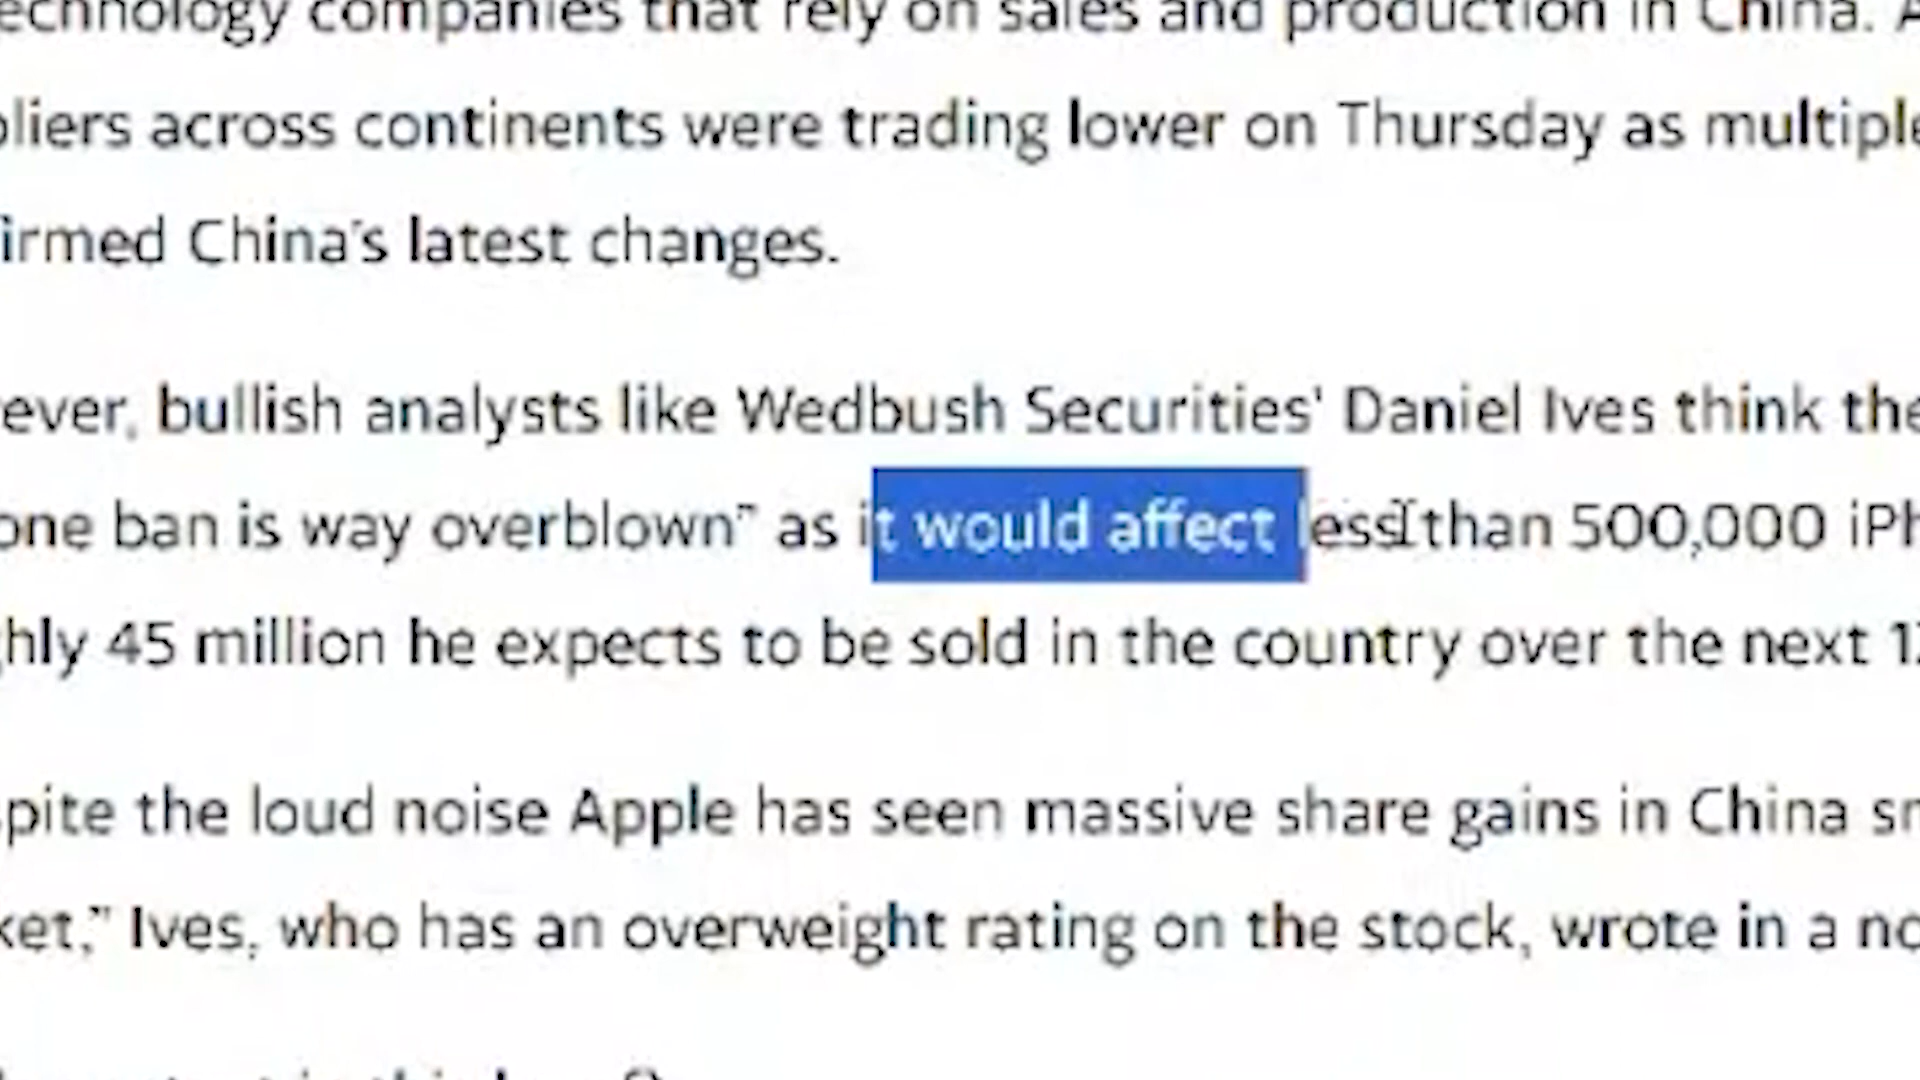 echnology companies that rely on sales and production in China. A
pliers across continents were trading lower on Thursday as multiple
firmed China's latest changes.
ever, bullish analysts like Wedbush Securities' Daniel Ives think the
one ban is way overblown" as it would affect less than 500,000 iPh
ghly 45 million he expects to be sold in the country over the next 12
spite the loud noise Apple has seen massive share gains in China sm
ket," Ives, who has an overweight rating on the stock, wrote in a no